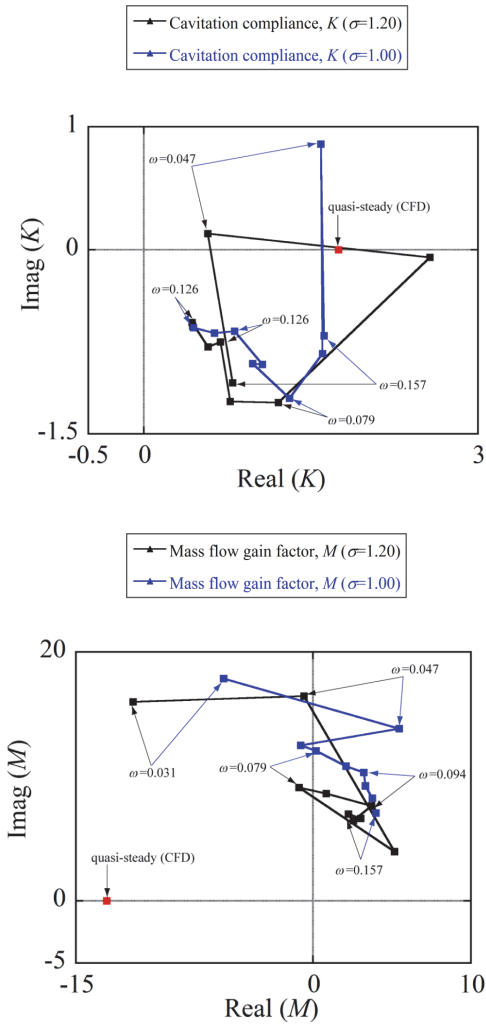 Cavitation compliance, K (σ=1.20)
Cavitation compliance, K (σ=1.00)
1
ω=0.047
quasi-steady (CFD)
Imag (K)
0
ω=0.126
ω=0.126
ω=0.157
ω=0.079
-1.5
-0.5 0 3
Real (K)
Mass flow gain factor, M (σ=1.20)
Mass flow gain factor, M (σ=1.00)
20
ω=0.047
ω=0.031
ω=0.079
ω=0.094
Imag (M)
quasi-steady (CFD)
ω=0.157
0
-5
-15 0 10
Real (M)